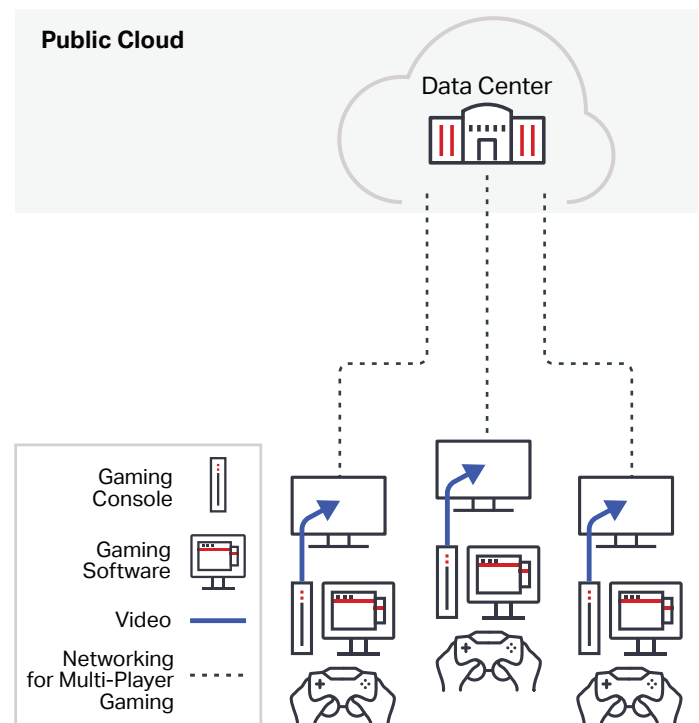 Public Cloud
Data Center
Gaming
Console
Gaming
Software
Video
Networking
for Multi-Player
Gaming